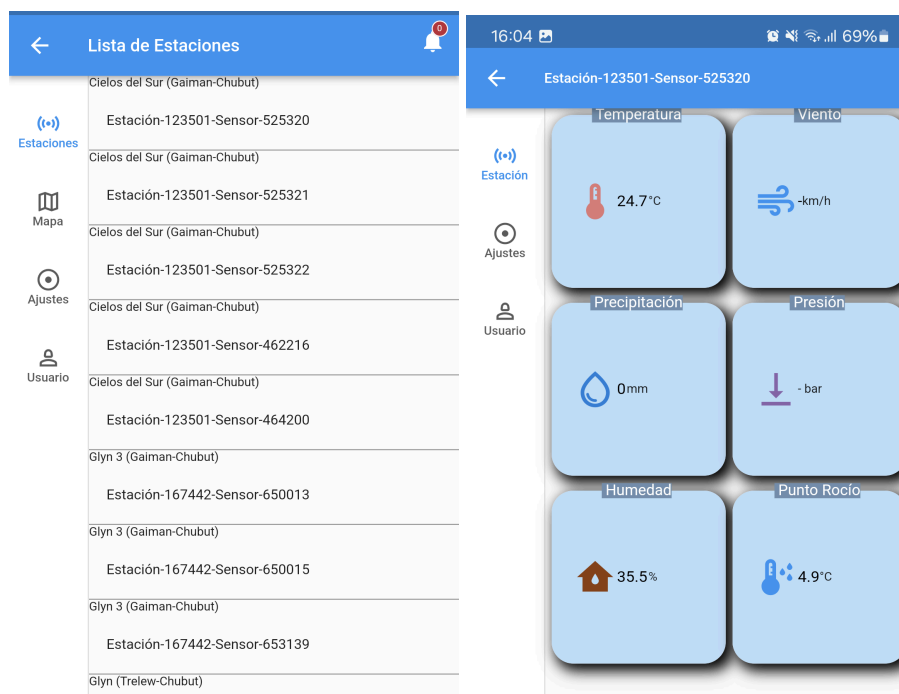 Lista de Estaciones
0
Estaciones
Mapa
Ajustes
Usuario
Cielos del Sur (Gaiman-Chubut)
Estación-123501-Sensor-525320
Cielos del Sur (Gaiman-Chubut)
Estación-123501-Sensor-525321
Cielos del Sur (Gaiman-Chubut)
Estación-123501-Sensor-525322
Cielos del Sur (Gaiman-Chubut)
Estación-123501-Sensor-462216
Cielos del Sur (Gaiman-Chubut)
Estación-123501-Sensor-464200
Glyn 3 (Gaiman-Chubut)
Estación-167442-Sensor-650013
Glyn 3 (Gaiman-Chubut)
Estación-167442-Sensor-650015
Glyn 3 (Gaiman-Chubut)
Estación-167442-Sensor-653139
Glyn (Trelew-Chubut)
16:04 69%
Estación-123501-Sensor-525320
Estación
Ajustes
Usuario
Temperatura
24.7°C
Viento
-km/h
Precipitación
0mm
Presión
- bar
Humedad
35.5%
Punto Rocío
4.9°C